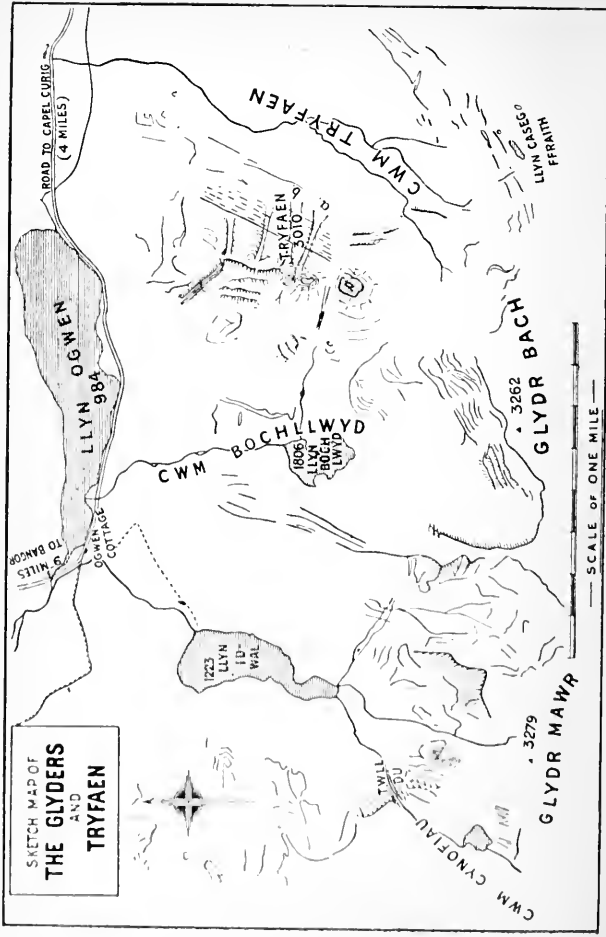 SKETCH MAP OF
THE GLYDERS
AND
TRYFAEN
9 MILES
TO BANGOR
OGWEN
COTTAGE
LLYN OGWEN
984
ROAD TO CAPEL CURIG
(4 MILES)
1223
LLYN
ID-
WAL
CWM BOCHLLWYD
1806
LLYN
BOCH
LWYD
TRYFAEN
3010
b
a
CWM TRYFAEN
LLYN CASEG
FFRAITH
TWLL
DU
CWM CYNOFIAU
3279
GLYDR MAWR
3262
GLYDR BACH
SCALE OF ONE MILE